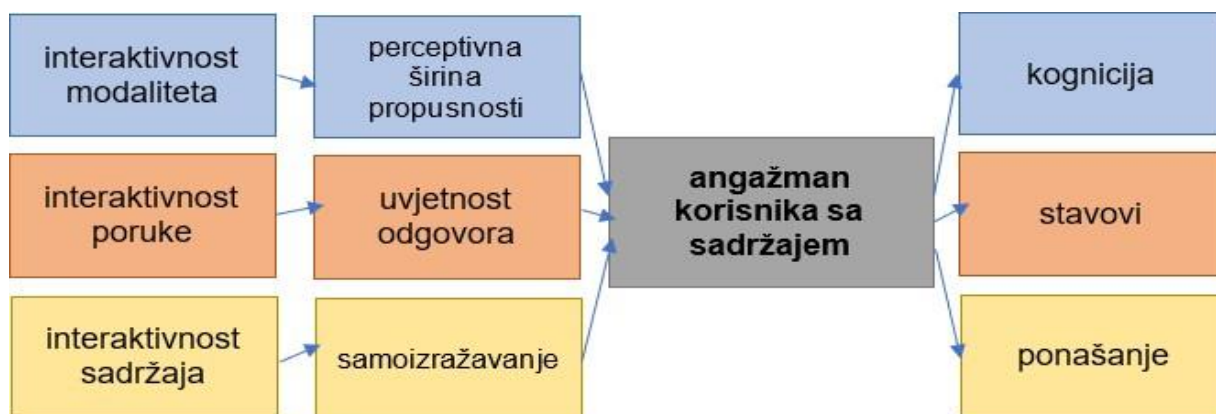 interaktivnost
modaliteta
perceptivna
širina
propusnosti
kognicija
interaktivnost
poruke
uvjetnost
odgovora
angažman
korisnika sa
sadržajem
stavovi
interaktivnost
sadržaja
samoizražavanje
ponašanje